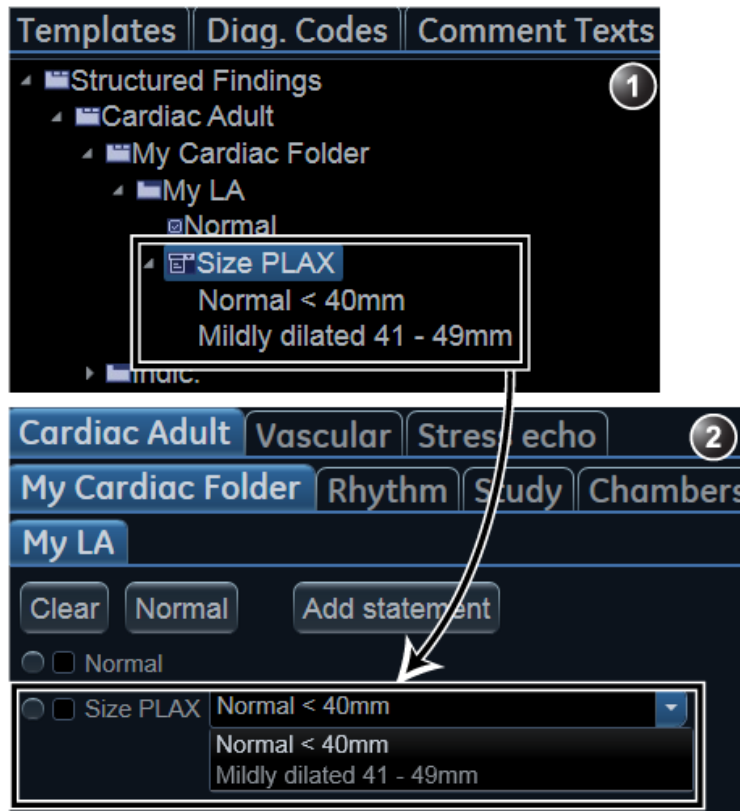 Templates Diag. Codes Comment Texts
1
Structured Findings
Cardiac Adult
My Cardiac Folder
My LA
Normal
Size PLAX
Normal < 40mm
Mildly dilated 41 - 49mm
Indic.
Cardiac Adult Vascular Stress echo
2
My Cardiac Folder Rhythm Study Chambers
My LA
Clear Normal Add statement
Normal
Size PLAX Normal < 40mm
Normal < 40mm
Mildly dilated 41 - 49mm